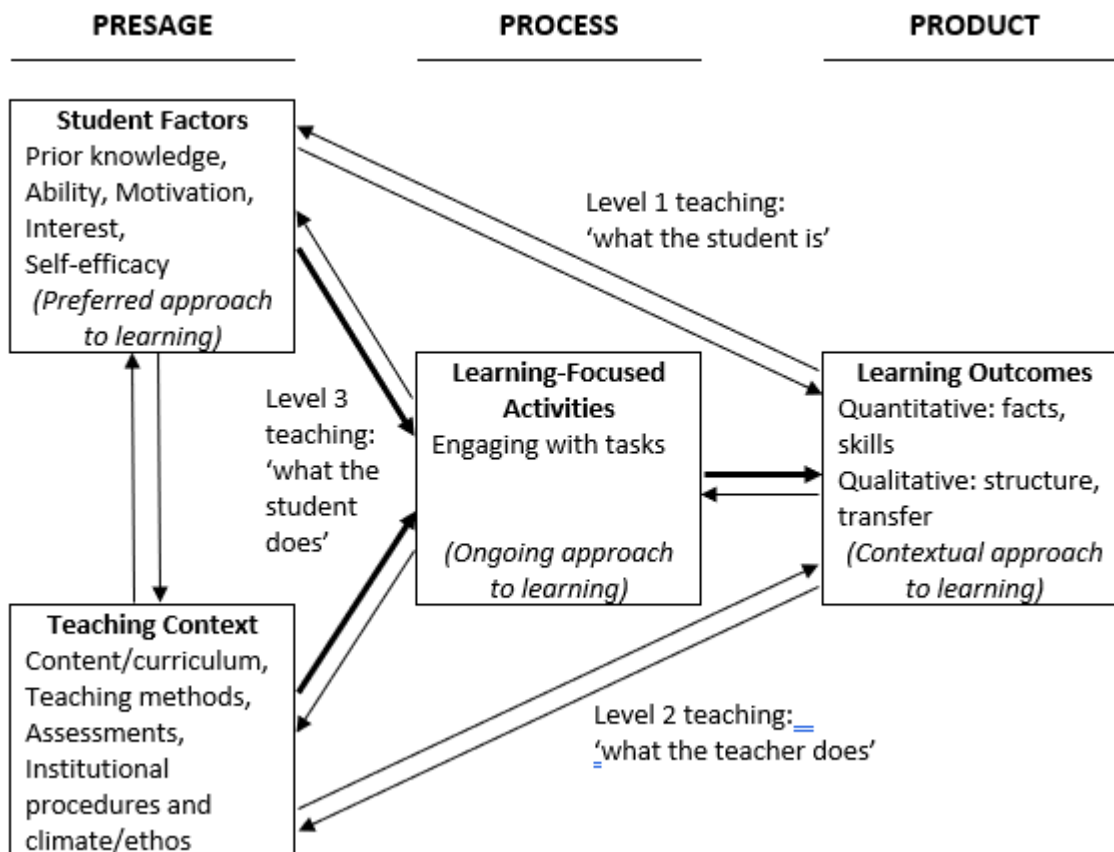 PRESAGE
PROCESS
PRODUCT
Student Factors
Prior knowledge,
Ability, Motivation,
Interest,
Self-efficacy
(Preferred approach
to learning)
Level 1 teaching:
‘what the student is’
Level 3
teaching:
‘what the
student
does’
Learning-Focused
Activities
Engaging with tasks
(Ongoing approach
to learning)
Learning Outcomes
Quantitative: facts,
skills
Qualitative: structure,
transfer
(Contextual approach
to learning)
Teaching Context
Content/curriculum,
Teaching methods,
Assessments,
Institutional
procedures and
climate/ethos
Level 2 teaching:
‘what the teacher does’